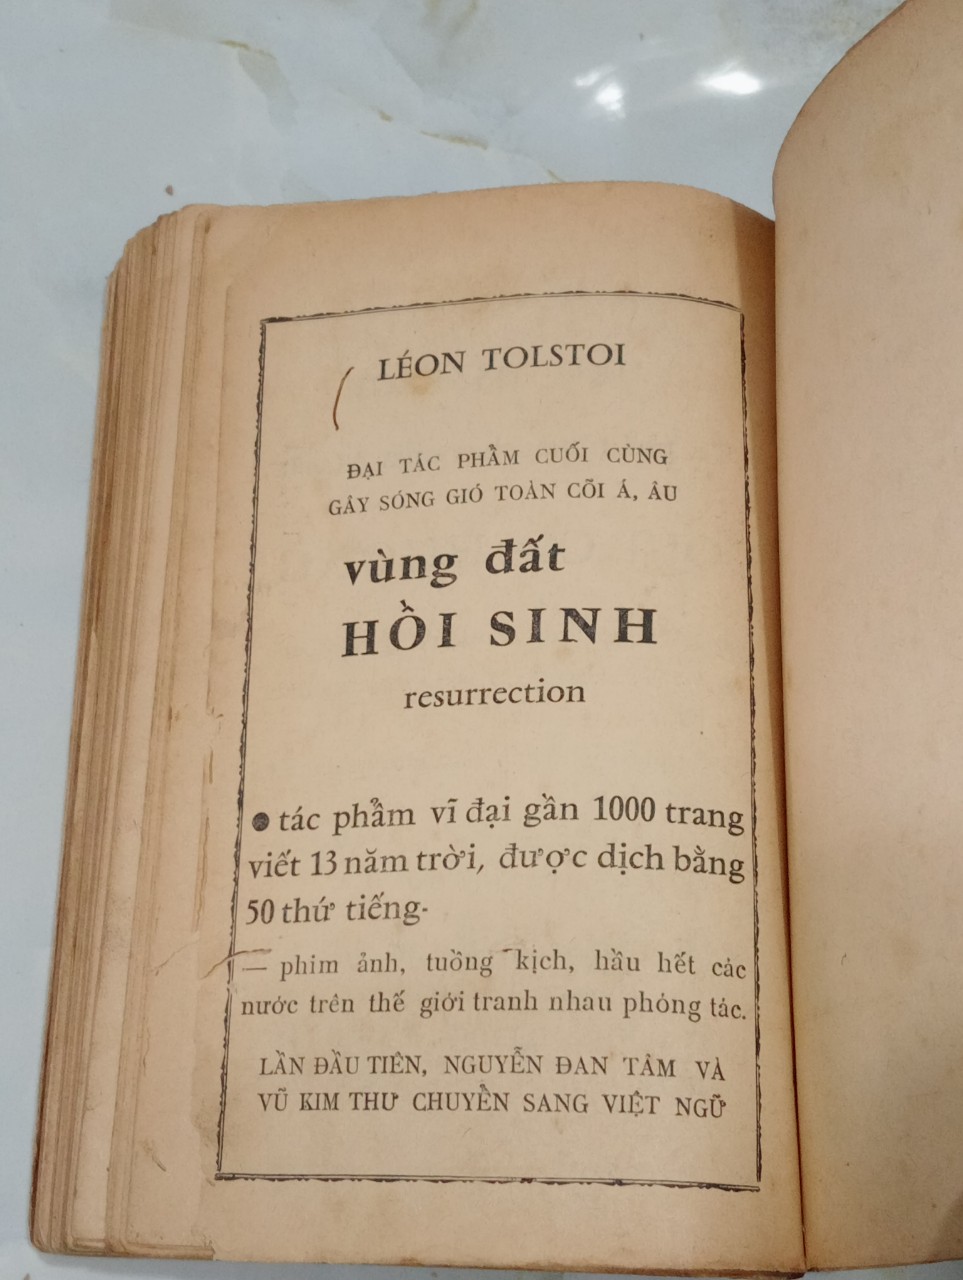 LÉON TOLSTOI
ĐẠI TÁC PHẨM CUỐI CÙNG
GÂY SÓNG GIÓ TOÀN CÕI Á, ÂU
vùng đất
HỒI SINH
resurrection
● tác phẩm vĩ đại gần 1000 trang
viết 13 năm trời, được dịch bằng
50 thứ tiếng-
— phim ảnh, tuồng kịch, hầu hết các
nước trên thế giới tranh nhau phóng tác.
LẦN ĐẦU TIÊN, NGUYỄN ĐAN TÂM VÀ
VŨ KIM THƯ CHUYỂN SANG VIỆT NGỮ